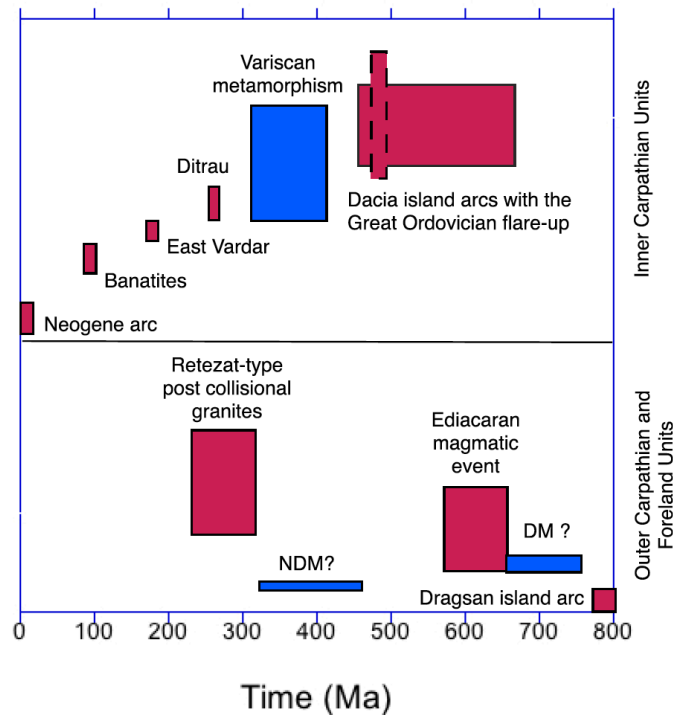 Variscan
metamorphism
Ditrau
East Vardar
Banatites
Neogene arc
Dacia island arcs with the
Great Ordovician flare-up
Inner Carpathian Units
Retezat-type
post collisional
granites
Ediacaran
magmatic
event
NDM?
DM ?
Dragsan island arc
Outer Carpathian and
Foreland Units
0 100 200 300 400 500 600 700 800
Time (Ma)